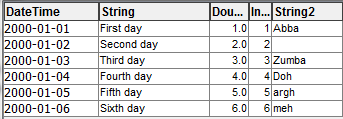 DateTime String Dou... In... String2
2000-01-01 First day 1.0 1 Abba
2000-01-02 Second day 2.0 2
2000-01-03 Third day 3.0 3 Zumba
2000-01-04 Fourth day 4.0 4 Doh
2000-01-05 Fifth day 5.0 5 argh
2000-01-06 Sixth day 6.0 6 meh